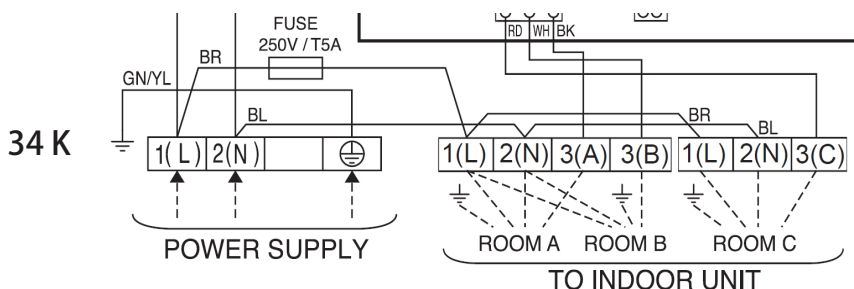 FUSE
250V / T5A
RD WH BK
BR
GN/YL
BL
BR
BL
34 K
1(L) 2(N)
1(L) 2(N) 3(A) 3(B) 1(L) 2(N) 3(C)
POWER SUPPLY
ROOM A ROOM B ROOM C
TO INDOOR UNIT